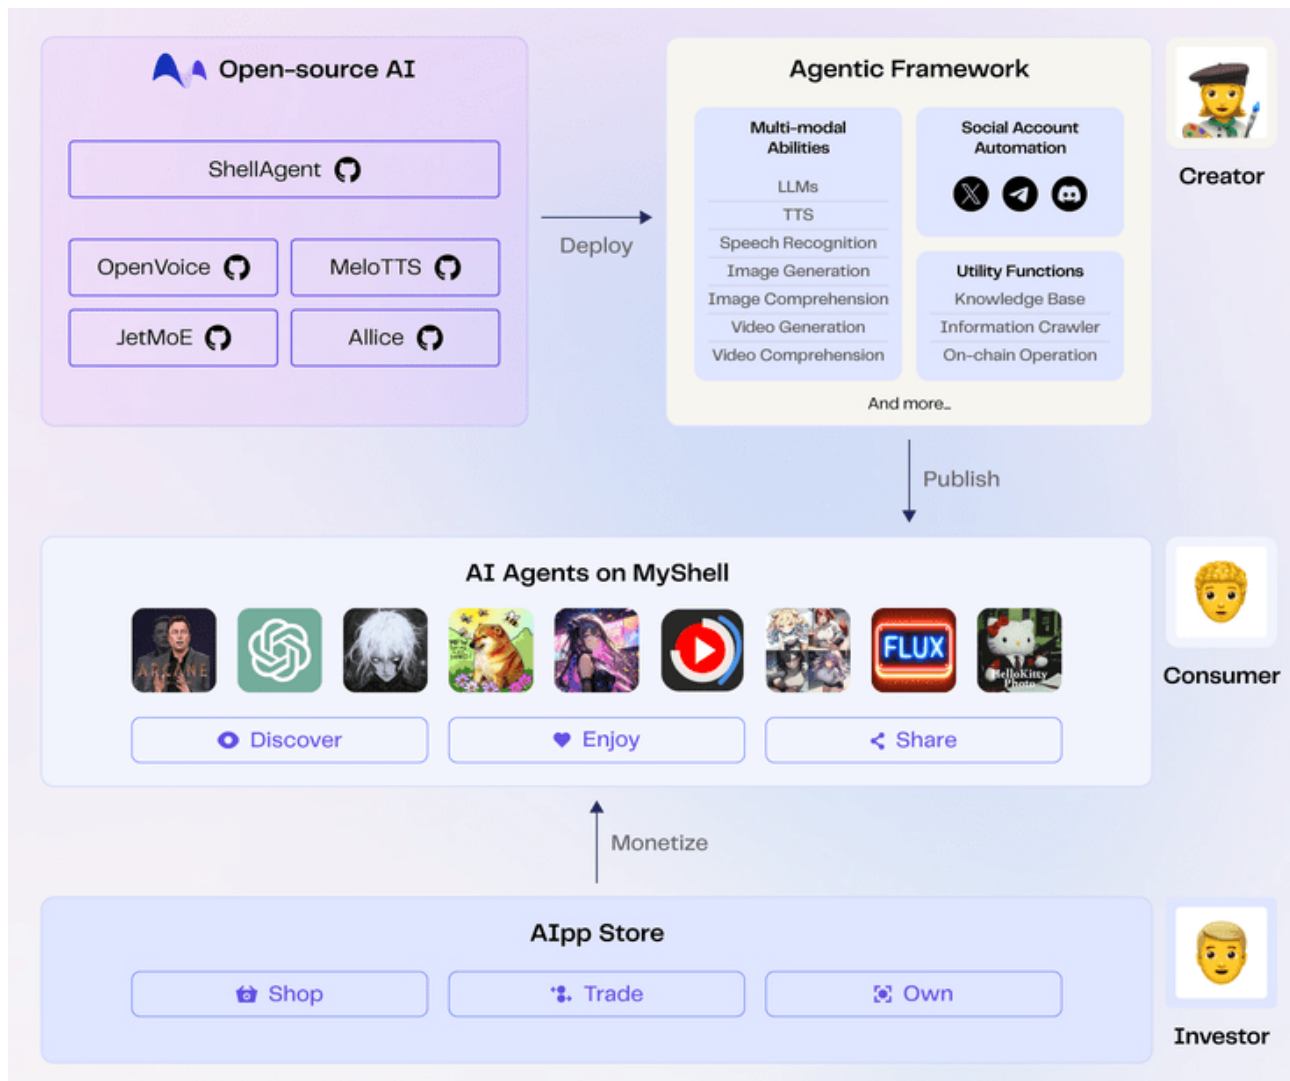 Open-source AI
ShellAgent
OpenVoice
MeloTTS
JetMoE
Allice
Deploy
Agentic Framework
Multi-modal
Abilities
LLMs
TTS
Speech Recognition
Image Generation
Image Comprehension
Video Generation
Video Comprehension
Social Account
Automation
Utility Functions
Knowledge Base
Information Crawler
On-chain Operation
And more...
Creator
Publish
AI Agents on MyShell
ARCANE
FLUX
HelloKitty
Photo
Discover
Enjoy
Share
Consumer
Monetize
AIpp Store
Shop
Trade
Own
Investor